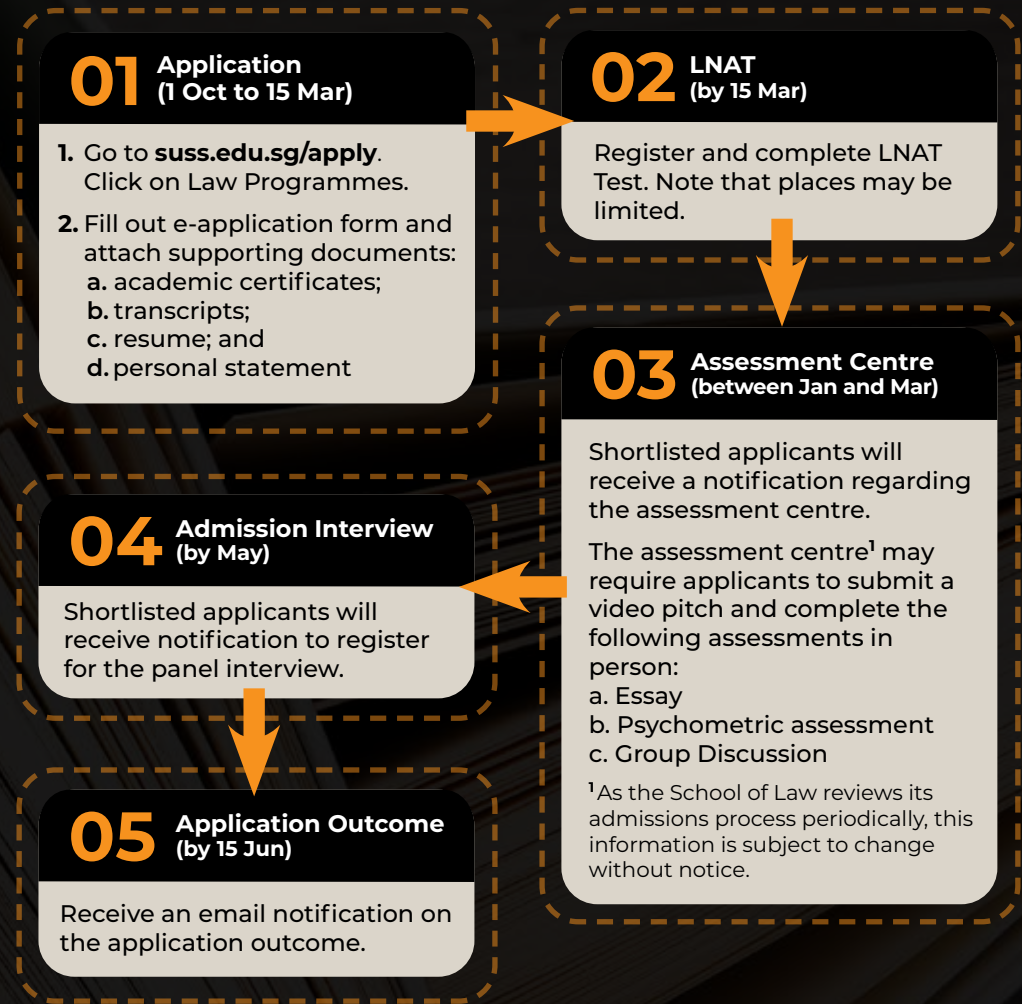 01 Application
(1 Oct to 15 Mar)
1. Go to suss.edu.sg/apply.
Click on Law Programmes.
2. Fill out e-application form and
attach supporting documents:
a. academic certificates;
b. transcripts;
c. resume; and
d. personal statement
02 LNAT
(by 15 Mar)
Register and complete LNAT
Test. Note that places may be
limited.
03 Assessment Centre
(between Jan and Mar)
Shortlisted applicants will
receive a notification regarding
the assessment centre.
The assessment centre¹ may
require applicants to submit a
video pitch and complete the
following assessments in
person:
a. Essay
b. Psychometric assessment
c. Group Discussion
¹ As the School of Law reviews its
admissions process periodically, this
information is subject to change
without notice.
04 Admission Interview
(by May)
Shortlisted applicants will
receive notification to register
for the panel interview.
05 Application Outcome
(by 15 Jun)
Receive an email notification on
the application outcome.